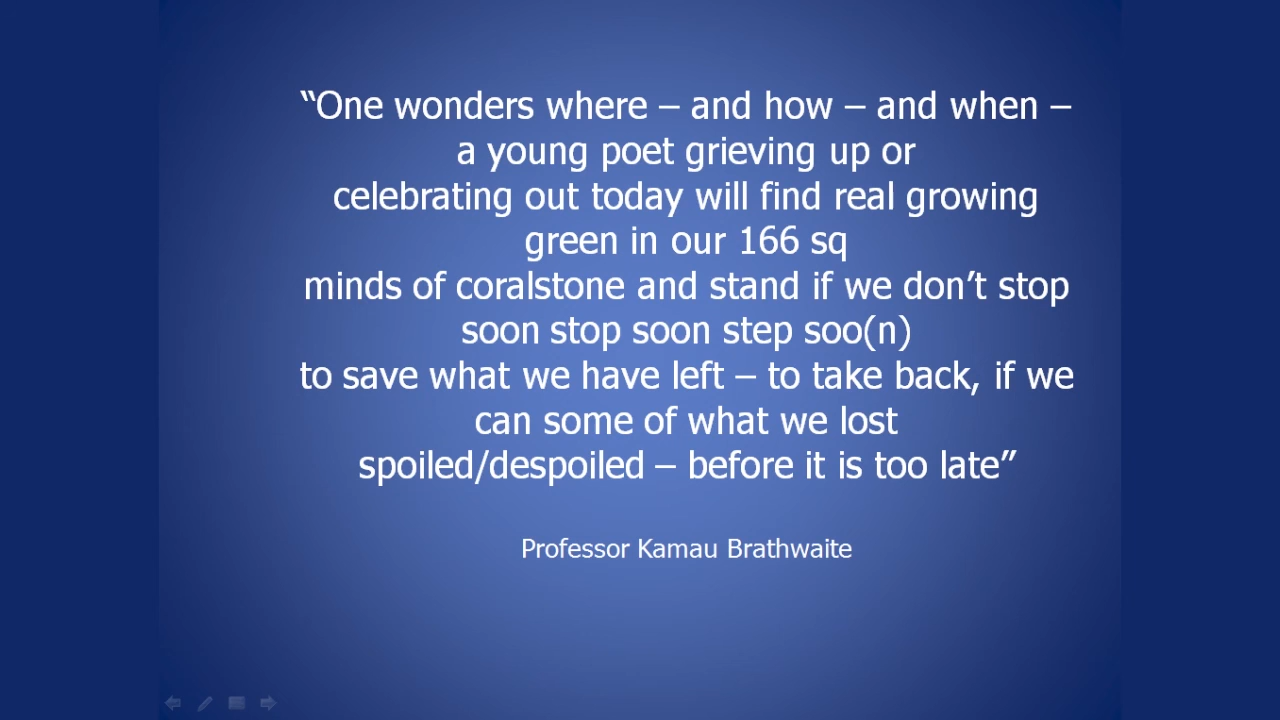 “One wonders where – and how – and when –
a young poet grieving up or
celebrating out today will find real growing
green in our 166 sq
minds of coralstone and stand if we don’t stop
soon stop soon step soo(n)
to save what we have left – to take back, if we
can some of what we lost
spoiled/despoiled – before it is too late”
Professor Kamau Brathwaite